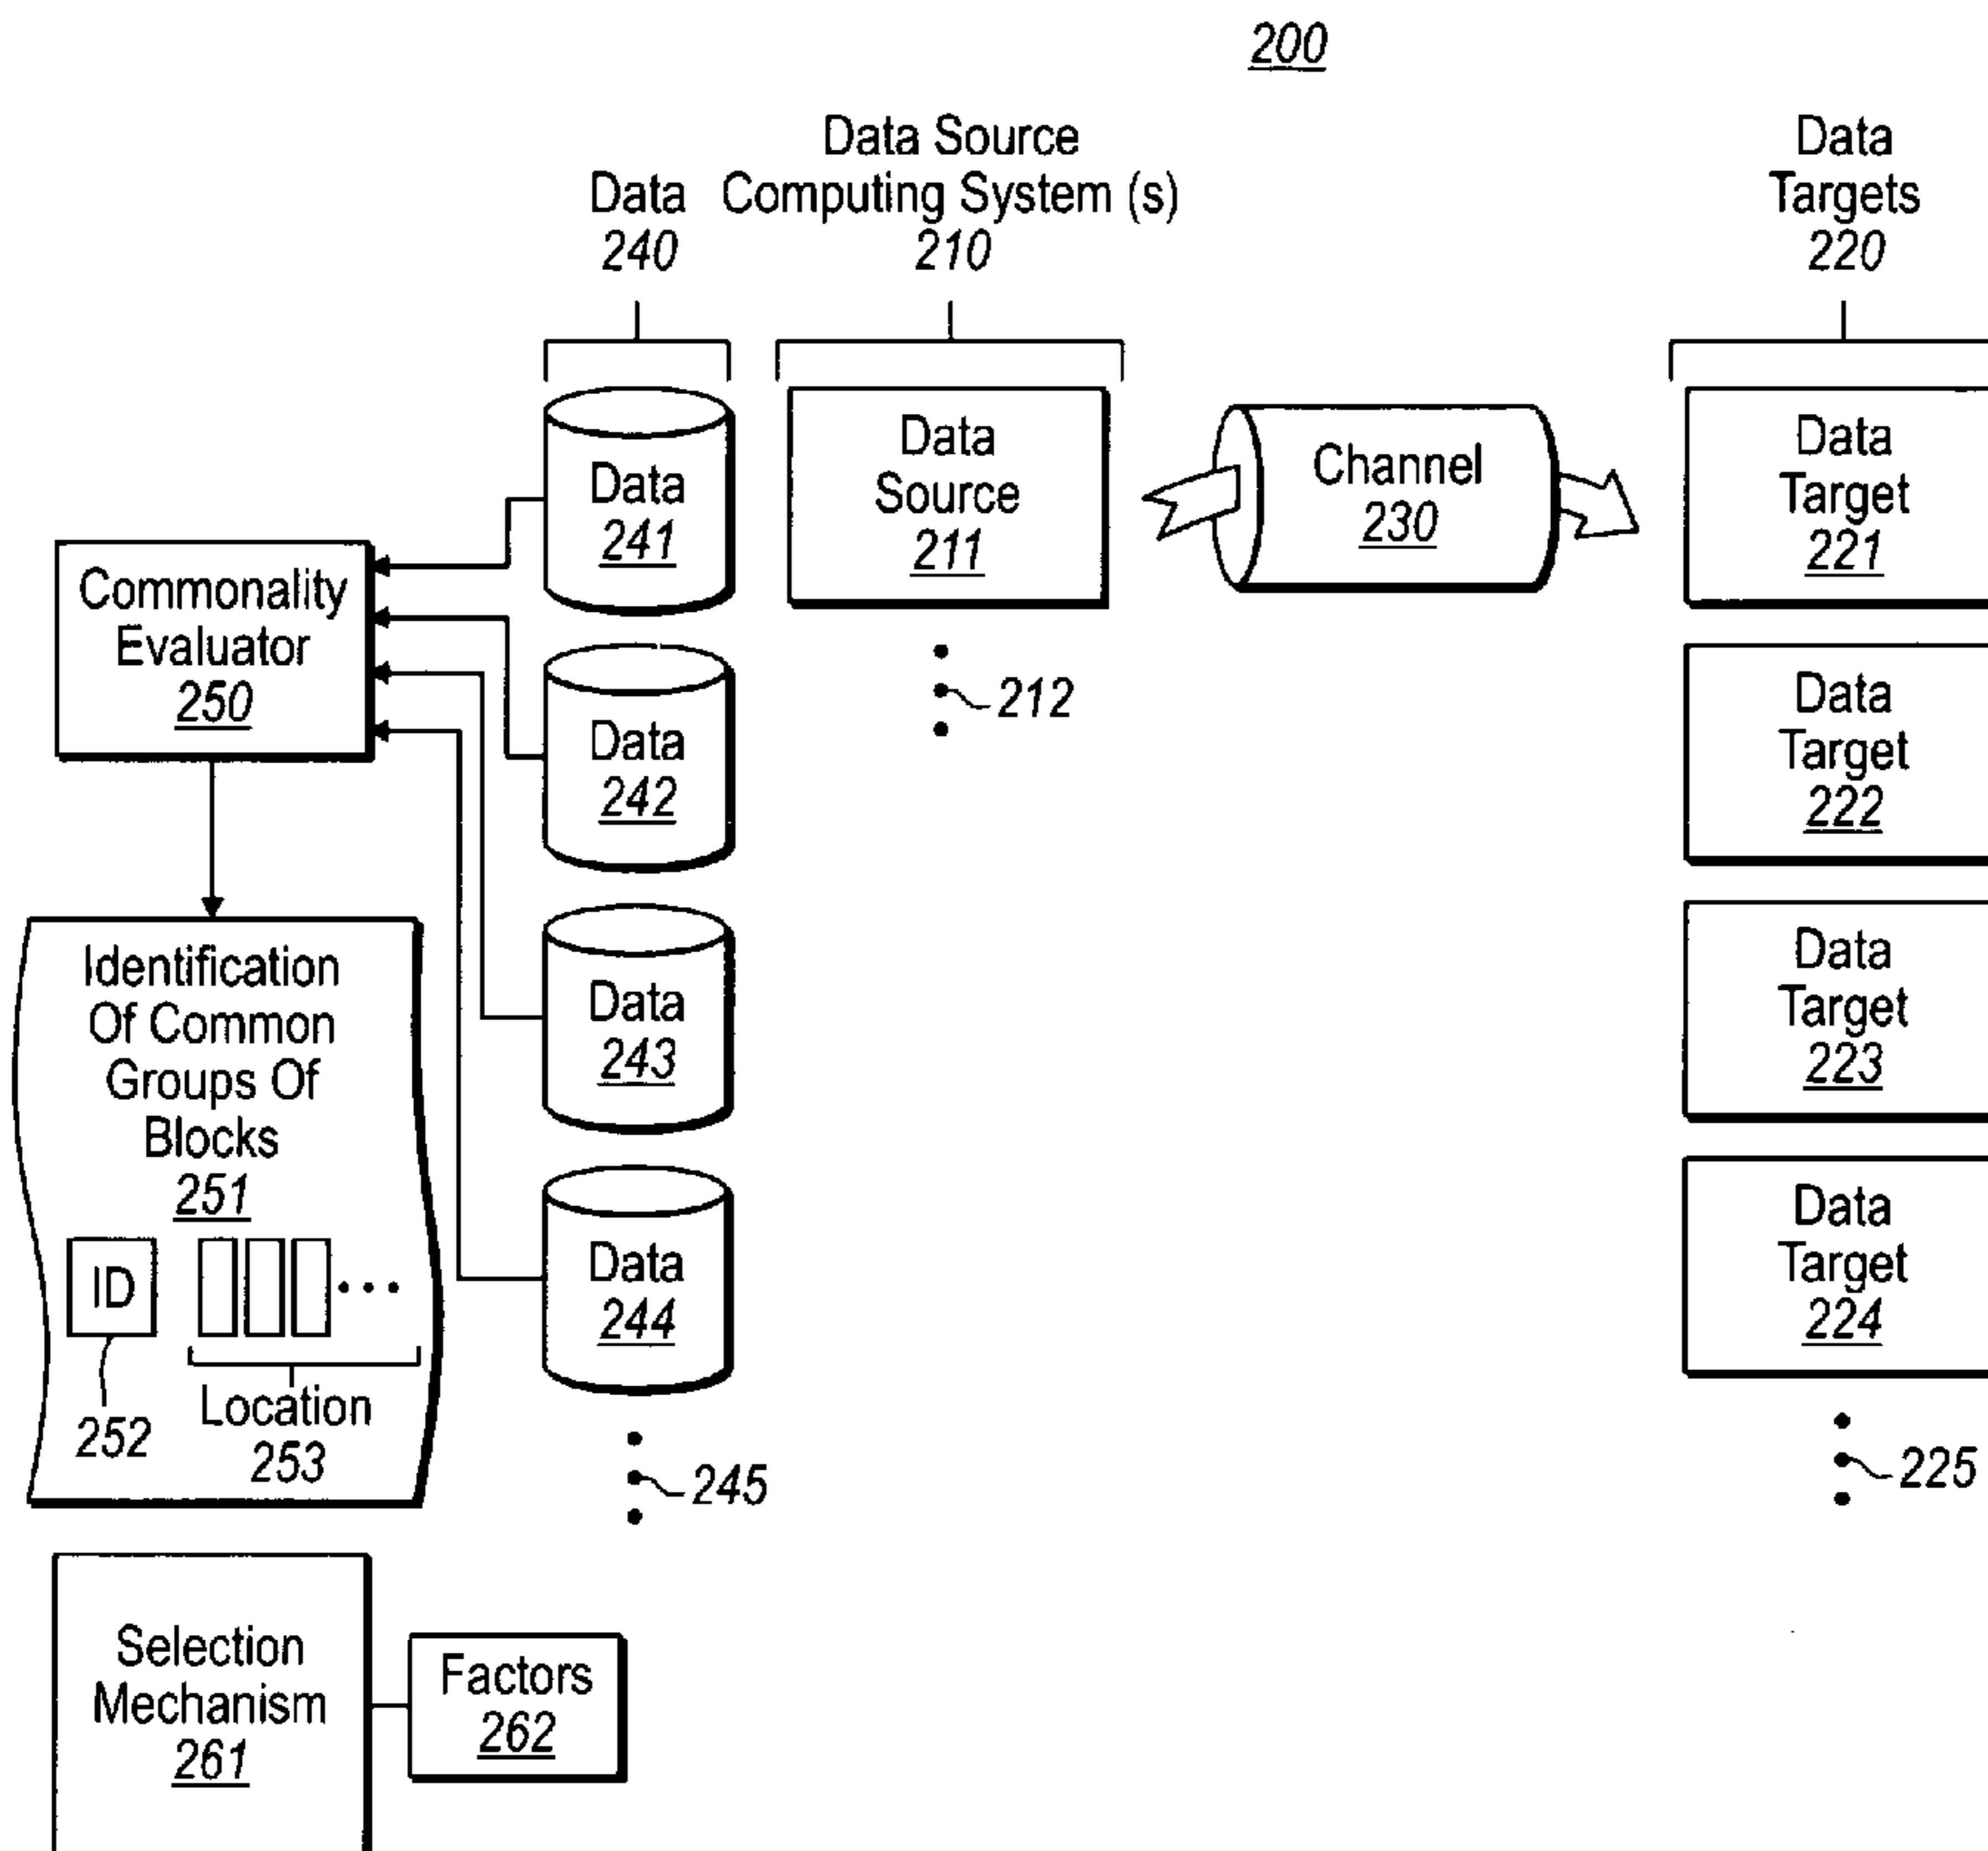 200
Data
240
Data Source
Computing System (s)
210
Data
Targets
220
Data
241
Data
Source
211
Channel
230
Data
Target
221
Commonality
Evaluator
250
212
Data
242
Data
Target
222
Identification
Of Common
Groups Of
Blocks
251
Data
243
Data
Target
223
ID
252
Location
253
Data
244
Data
Target
224
245
225
Selection
Mechanism
261
Factors
262